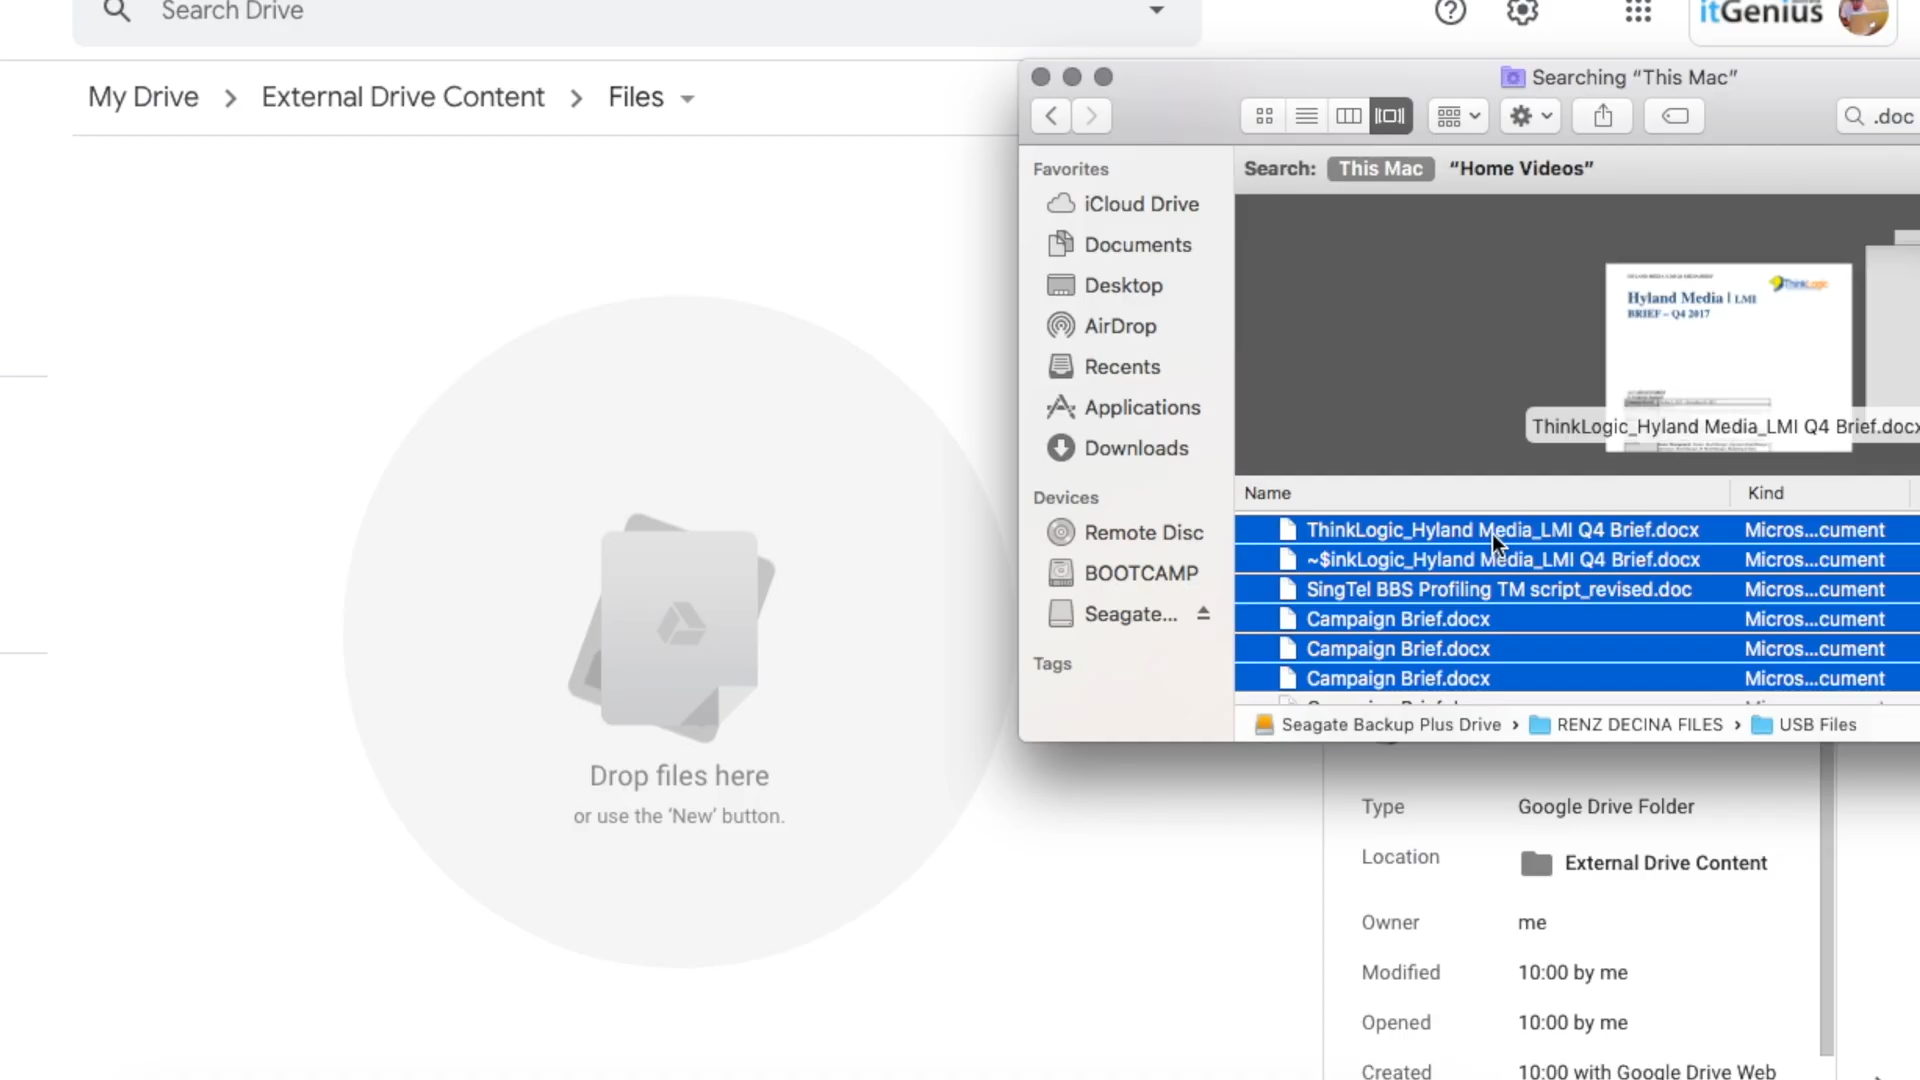 Search Drive
itGenius
My Drive > External Drive Content > Files
Searching “This Mac”
.doc
Search: This Mac “Home Videos”
Favorites
iCloud Drive
Documents
Desktop
AirDrop
Recents
Applications
Downloads
Devices
Remote Disc
BOOTCAMP
Seagate...
Tags
ThinkLogic
Hyland Media | LMI
BRIEF – Q4 2017
ThinkLogic_Hyland Media_LMI Q4 Brief.docx
Name Kind
ThinkLogic_Hyland Media_LMI Q4 Brief.docx Micros...cument
~$inkLogic_Hyland Media_LMI Q4 Brief.docx Micros...cument
SingTel BBS Profiling TM script_revised.doc Micros...cument
Campaign Brief.docx Micros...cument
Campaign Brief.docx Micros...cument
Campaign Brief.docx Micros...cument
Seagate Backup Plus Drive › RENZ DECINA FILES › USB Files
Drop files here
or use the ‘New’ button.
Type Google Drive Folder
Location External Drive Content
Owner me
Modified 10:00 by me
Opened 10:00 by me
Created 10:00 with Google Drive Web